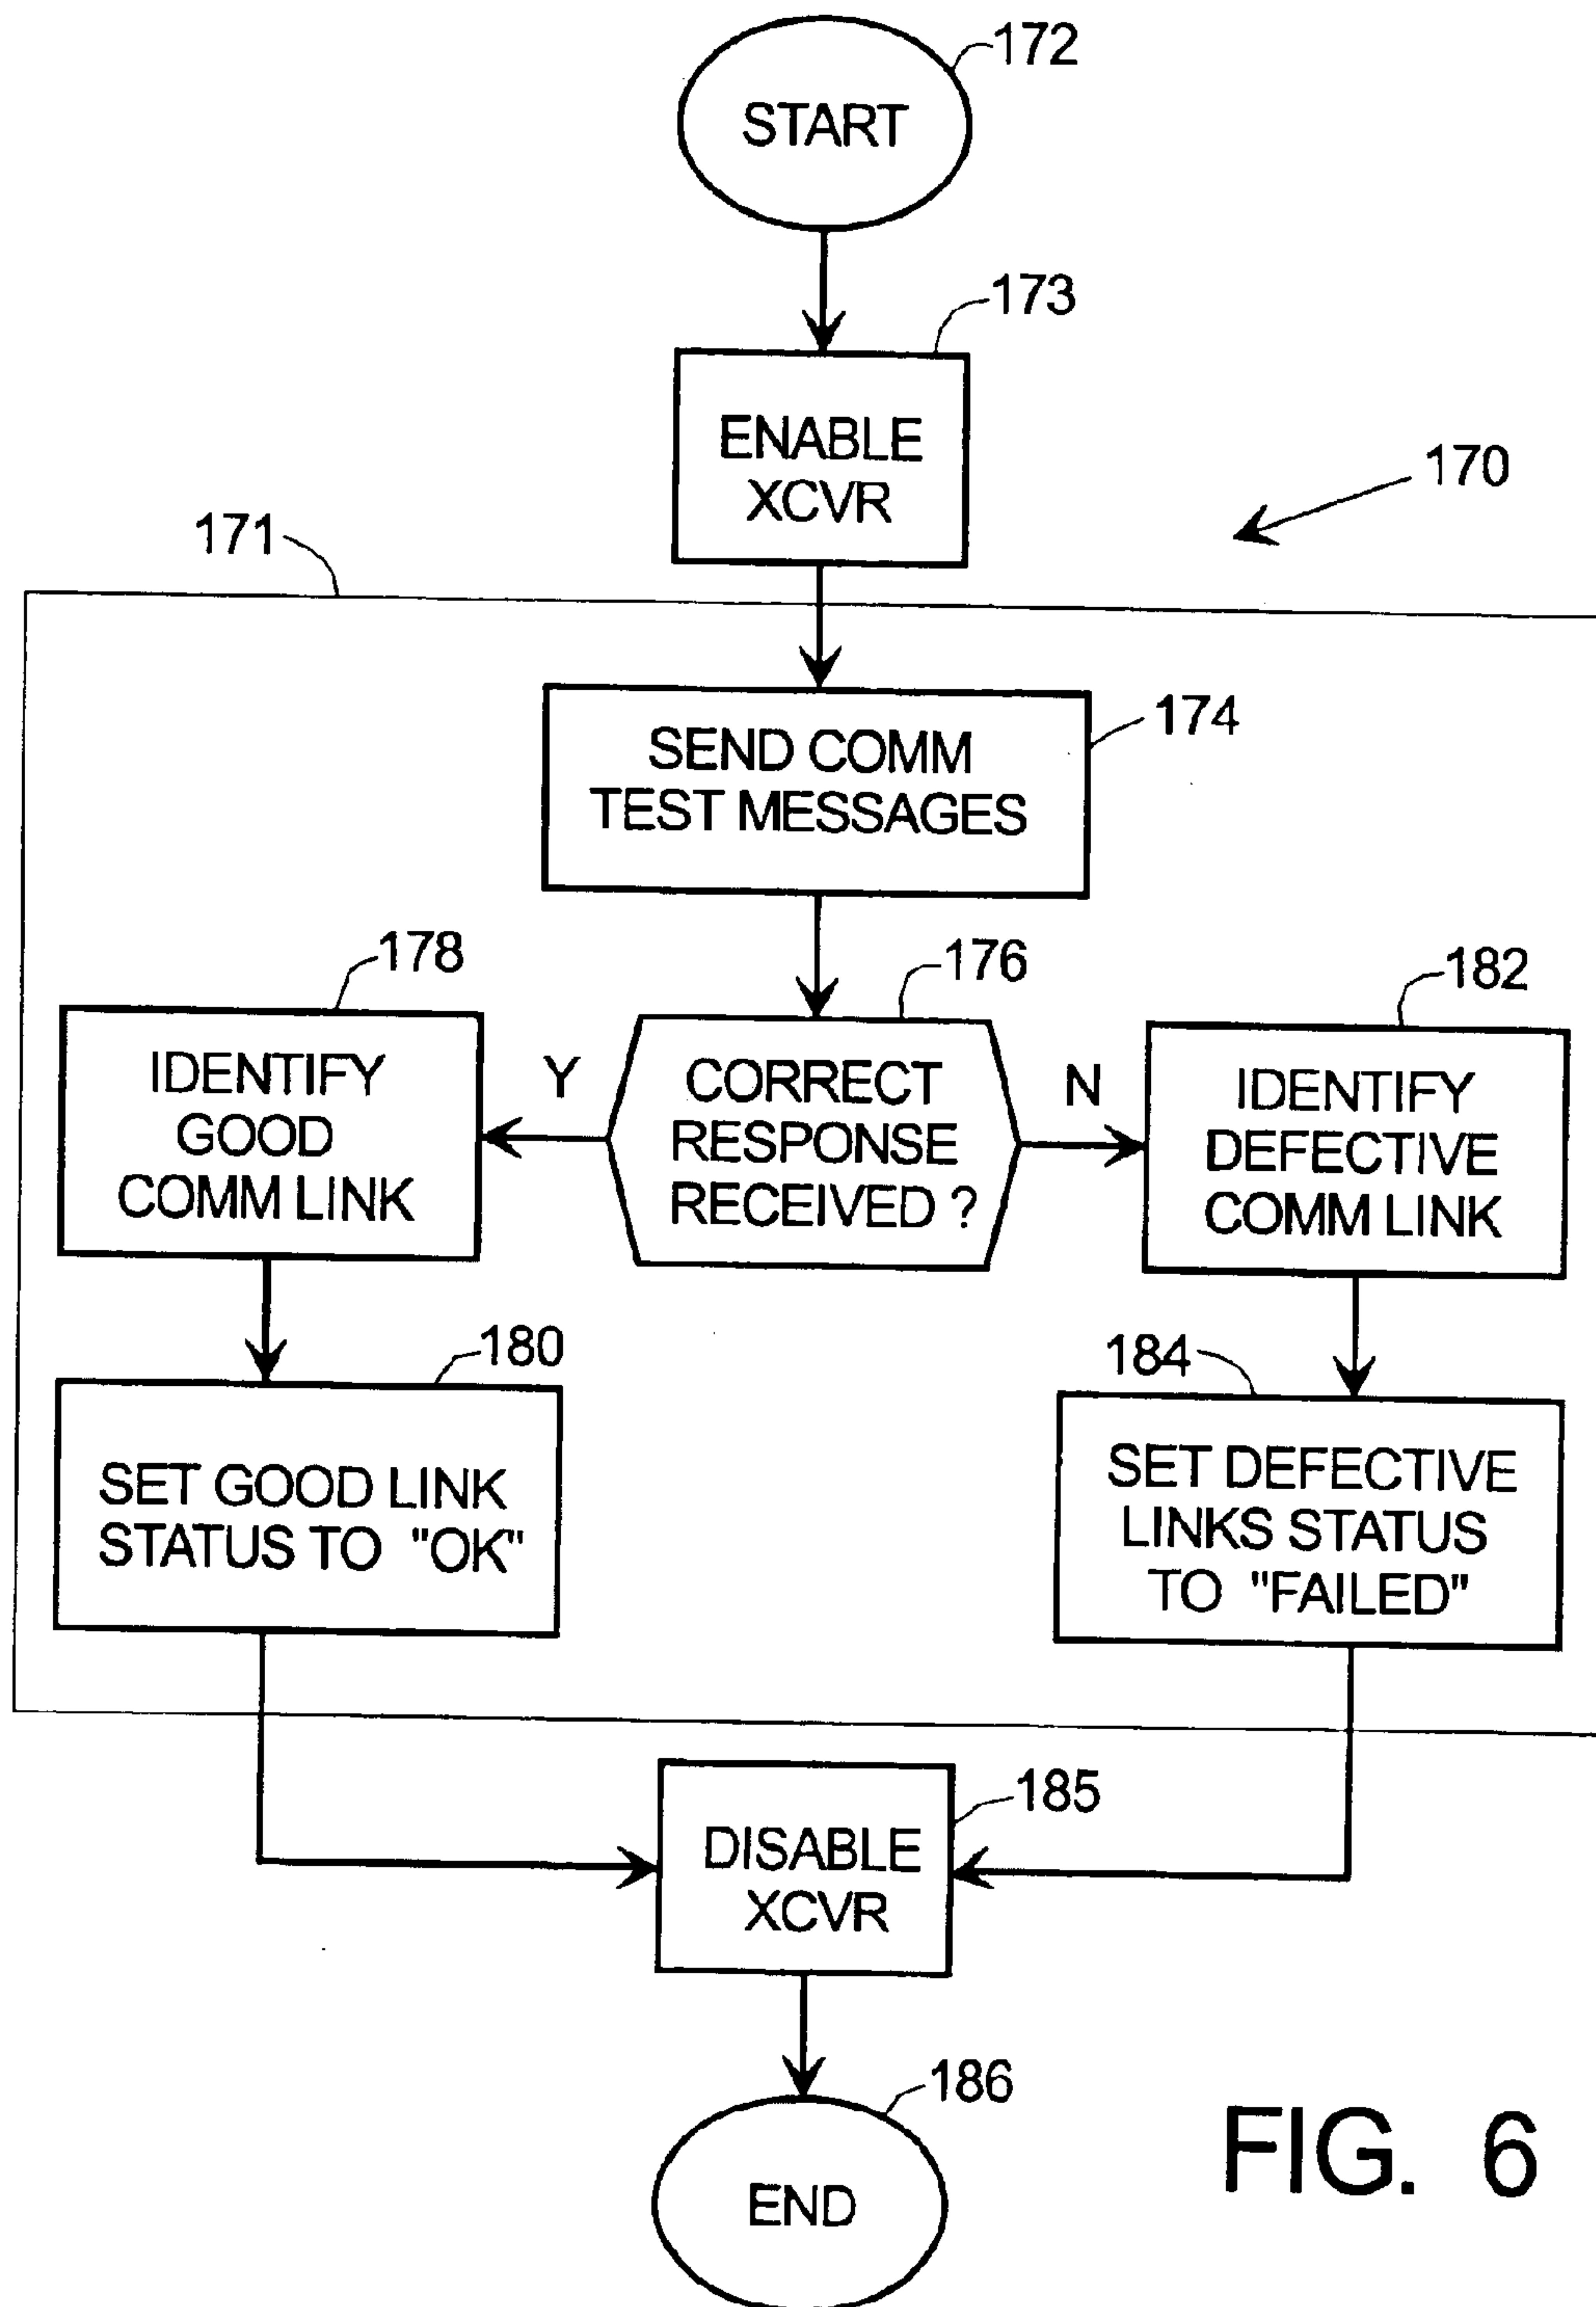 172
START
173
ENABLE
XCVR
170
171
174
SEND COMM
TEST MESSAGES
178
176
182
IDENTIFY
GOOD
COMM LINK
Y
CORRECT
RESPONSE
RECEIVED ?
N
IDENTIFY
DEFECTIVE
COMM LINK
180
184
SET GOOD LINK
STATUS TO "OK"
SET DEFECTIVE
LINKS STATUS
TO "FAILED"
185
DISABLE
XCVR
186
END
FIG. 6